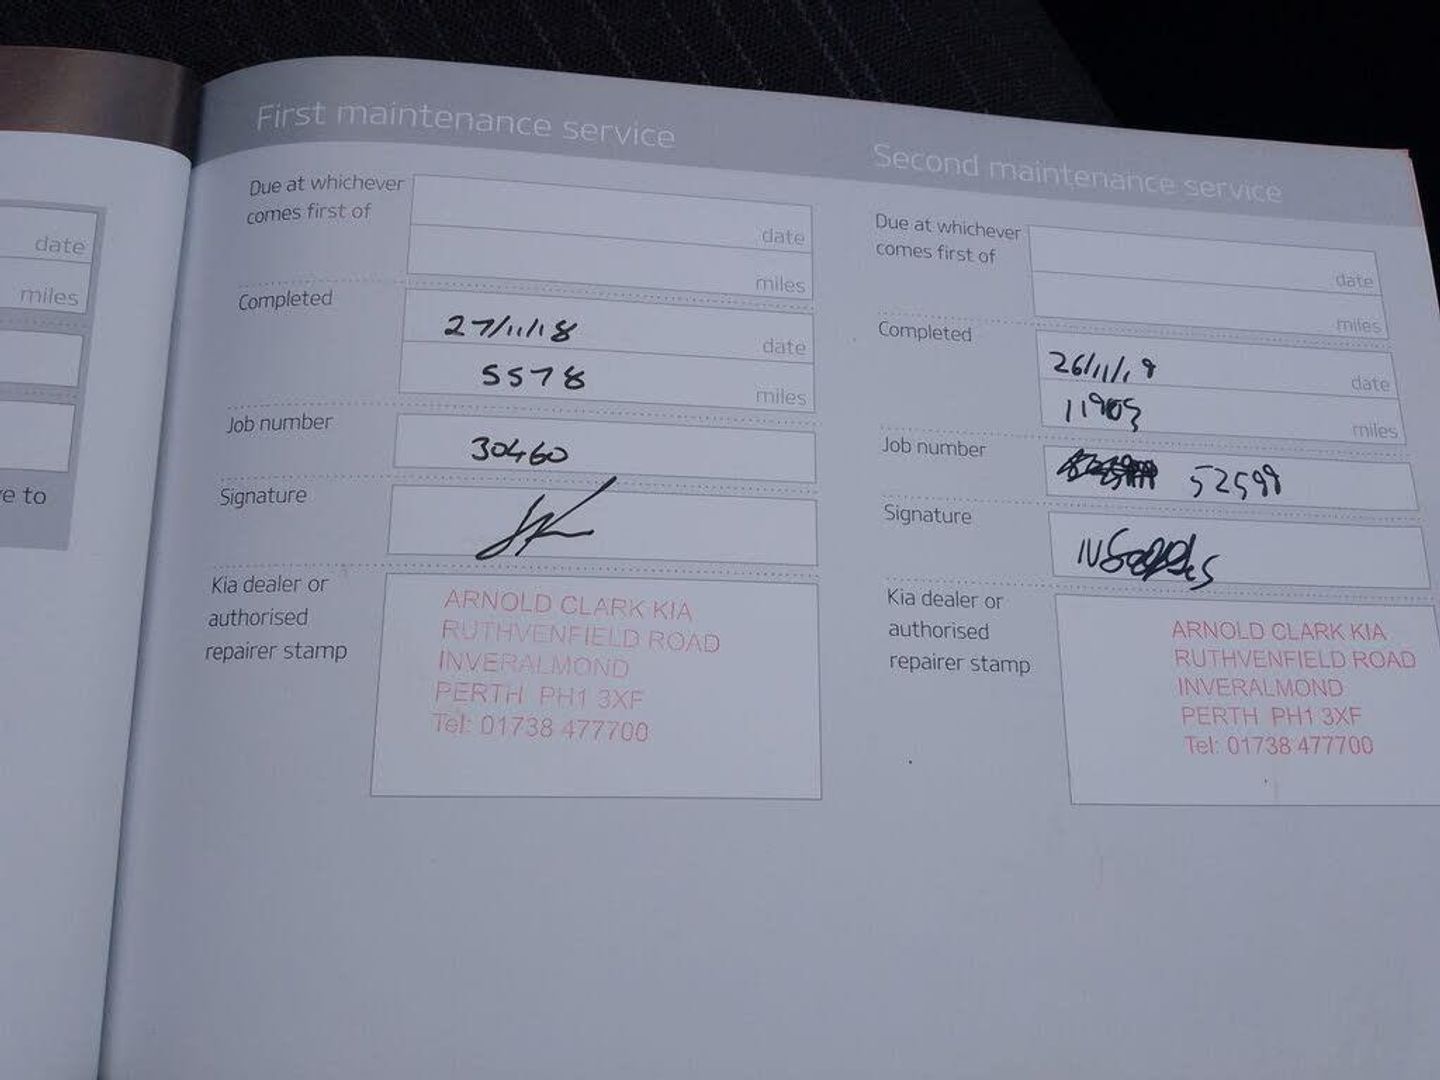 date
miles
e to
First maintenance service
Due at whichever
comes first of
date
miles
Completed
27/11/18
date
5578
miles
Job number
30460
Signature
Kia dealer or
authorised
repairer stamp
ARNOLD CLARK KIA
RUTHVENFIELD ROAD
INVERALMOND
PERTH PH1 3XF
Tel: 01738 477700
Second maintenance service
Due at whichever
comes first of
date
miles
Completed
26/11/19
date
11903
miles
Job number
52599
Signature
Kia dealer or
authorised
repairer stamp
ARNOLD CLARK KIA
RUTHVENFIELD ROAD
INVERALMOND
PERTH PH1 3XF
Tel: 01738 477700